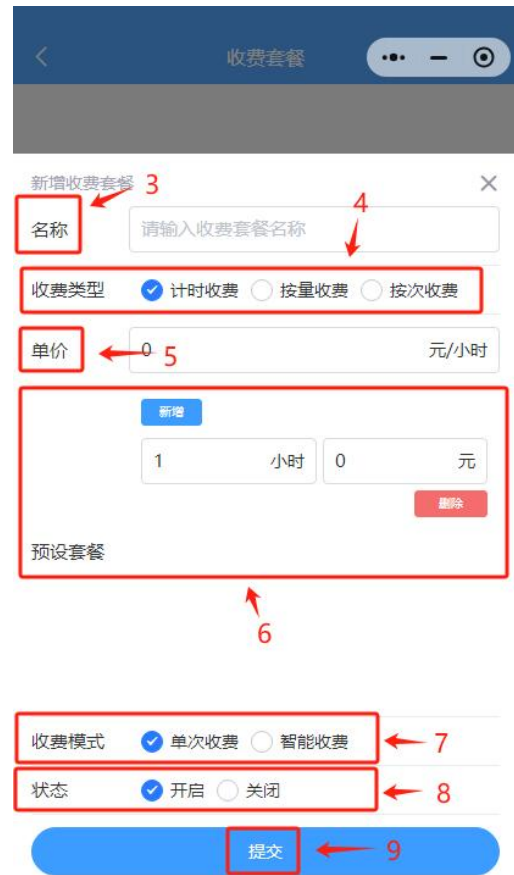 收费套餐
新增收费套餐
3
4
名称 请输入收费套餐名称
收费类型 计时收费 按量收费 按次收费
单价 0 元/小时
5
新增
1 小时 0 元
删除
预设套餐
6
收费模式 单次收费 智能收费 7
状态 开启 关闭 8
提交 9